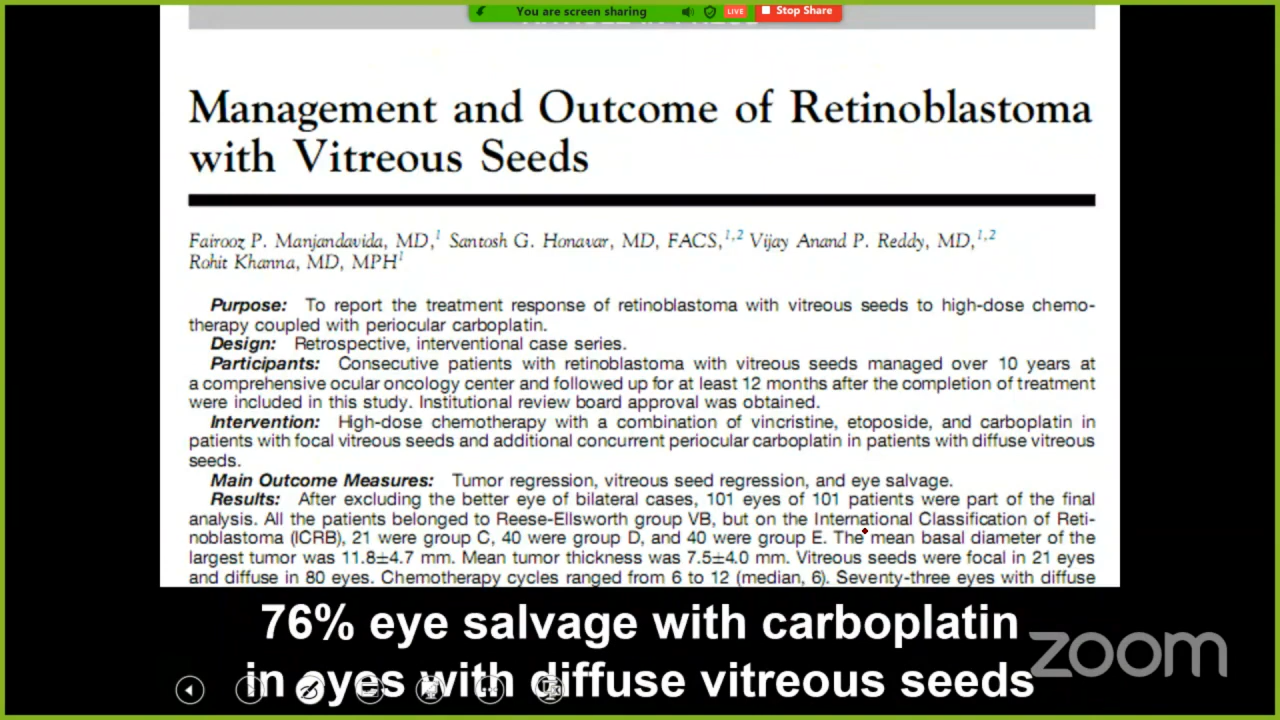 You are screen sharing LIVE Stop Share
Management and Outcome of Retinoblastoma
with Vitreous Seeds
Fairooz P. Manjandavida, MD,1 Santosh G. Honavar, MD, FACS,1,2 Vijay Anand P. Reddy, MD,1,2
Rohit Khanna, MD, MPH1
Purpose: To report the treatment response of retinoblastoma with vitreous seeds to high-dose chemo-
therapy coupled with periocular carboplatin.
Design: Retrospective, interventional case series.
Participants: Consecutive patients with retinoblastoma with vitreous seeds managed over 10 years at
a comprehensive ocular oncology center and followed up for at least 12 months after the completion of treatment
were included in this study. Institutional review board approval was obtained.
Intervention: High-dose chemotherapy with a combination of vincristine, etoposide, and carboplatin in
patients with focal vitreous seeds and additional concurrent periocular carboplatin in patients with diffuse vitreous
seeds.
Main Outcome Measures: Tumor regression, vitreous seed regression, and eye salvage.
Results: After excluding the better eye of bilateral cases, 101 eyes of 101 patients were part of the final
analysis. All the patients belonged to Reese-Ellsworth group VB, but on the International Classification of Reti-
noblastoma (ICRB), 21 were group C, 40 were group D, and 40 were group E. The mean basal diameter of the
largest tumor was 11.8±4.7 mm. Mean tumor thickness was 7.5±4.0 mm. Vitreous seeds were focal in 21 eyes
and diffuse in 80 eyes. Chemotherapy cycles ranged from 6 to 12 (median, 6). Seventy-three eyes with diffuse
76% eye salvage with carboplatin
in eyes with diffuse vitreous seeds
zoom